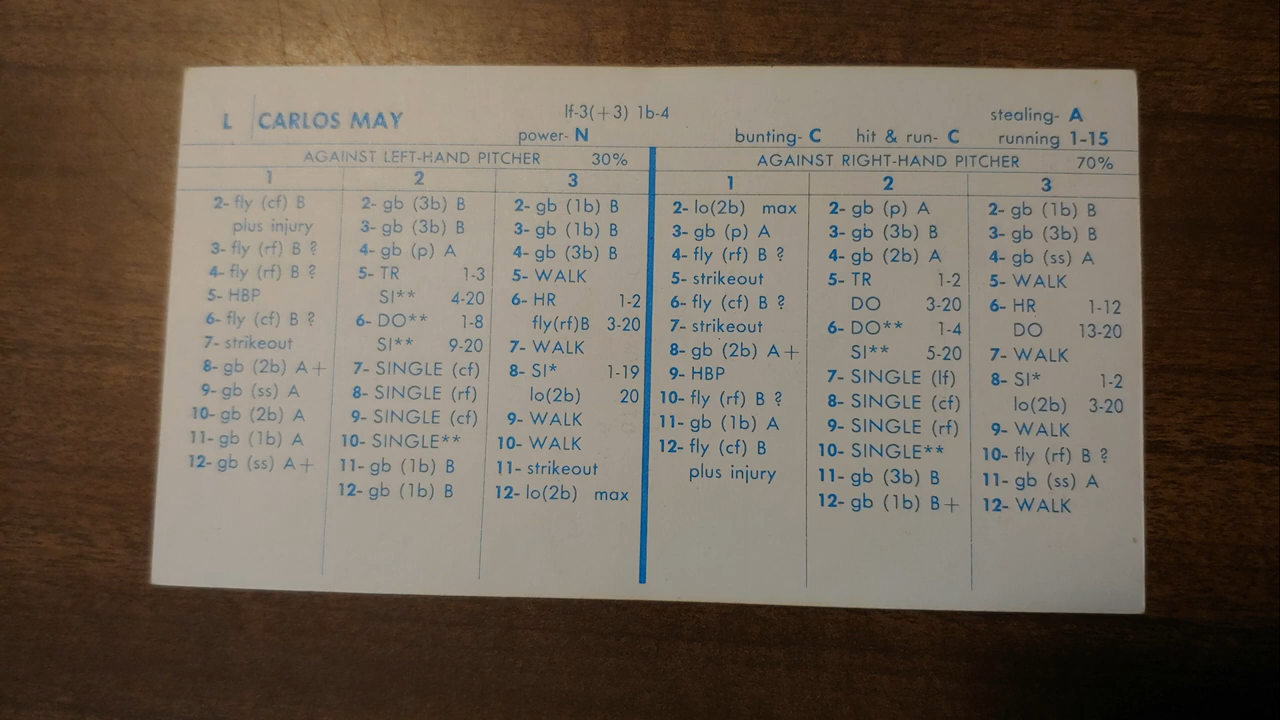 lf-3(+3) 1b-4
stealing- A
L CARLOS MAY
power- N bunting- C hit & run- C running 1-15
AGAINST LEFT-HAND PITCHER 30%
1
2- fly (cf) B
plus injury
3- fly (rf) B ?
4- fly (rf) B ?
5- HBP
6- fly (cf) B ?
7- strikeout
8- gb (2b) A+
9- gb (ss) A
10- gb (2b) A
11- gb (1b) A
12- gb (ss) A+
2
2- gb (3b) B
3- gb (3b) B
4- gb (p) A
5- TR 1-3
SI** 4-20
6- DO** 1-8
SI** 9-20
7- SINGLE (cf)
8- SINGLE (rf)
9- SINGLE (cf)
10- SINGLE**
11- gb (1b) B
12- gb (1b) B
3
2- gb (1b) B
3- gb (1b) B
4- gb (3b) B
5- WALK
6- HR 1-2
fly(rf)B 3-20
7- WALK
8- SI* 1-19
lo(2b) 20
9- WALK
10- WALK
11- strikeout
12- lo(2b) max
AGAINST RIGHT-HAND PITCHER 70%
1
2- lo(2b) max
3- gb (p) A
4- fly (rf) B ?
5- strikeout
6- fly (cf) B ?
7- strikeout
8- gb (2b) A+
9- HBP
10- fly (rf) B ?
11- gb (1b) A
12- fly (cf) B
plus injury
2
2- gb (p) A
3- gb (3b) B
4- gb (2b) A
5- TR 1-2
DO 3-20
6- DO** 1-4
SI** 5-20
7- SINGLE (lf)
8- SINGLE (cf)
9- SINGLE (rf)
10- SINGLE**
11- gb (3b) B
12- gb (1b) B+
3
2- gb (1b) B
3- gb (3b) B
4- gb (ss) A
5- WALK
6- HR 1-12
DO 13-20
7- WALK
8- SI* 1-2
lo(2b) 3-20
9- WALK
10- fly (rf) B ?
11- gb (ss) A
12- WALK